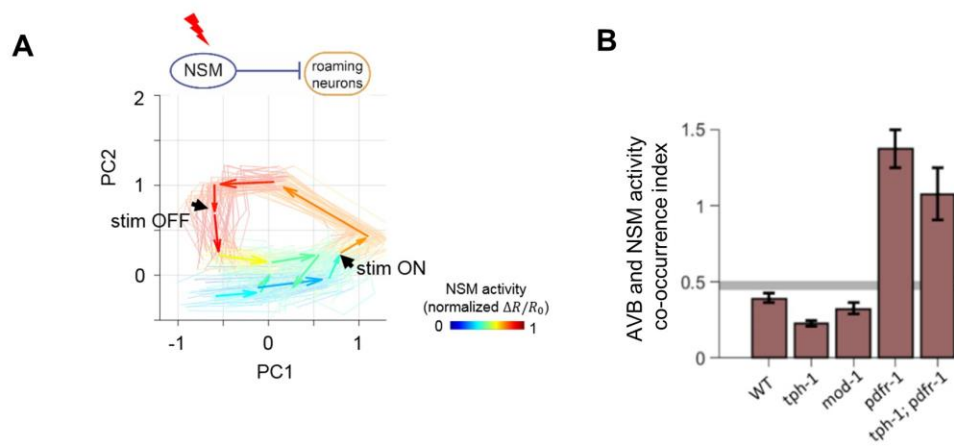 A
NSM
roaming
neurons
2
1
0
PC2
stim OFF
stim ON
NSM activity
(normalized ΔR/R0)
0
1
-1
0
1
PC1
B
AVB and NSM activity
co-occurrence index
1.5
1
0.5
0
WT
tph-1
mod-1
pdfr-1
tph-1; pdfr-1